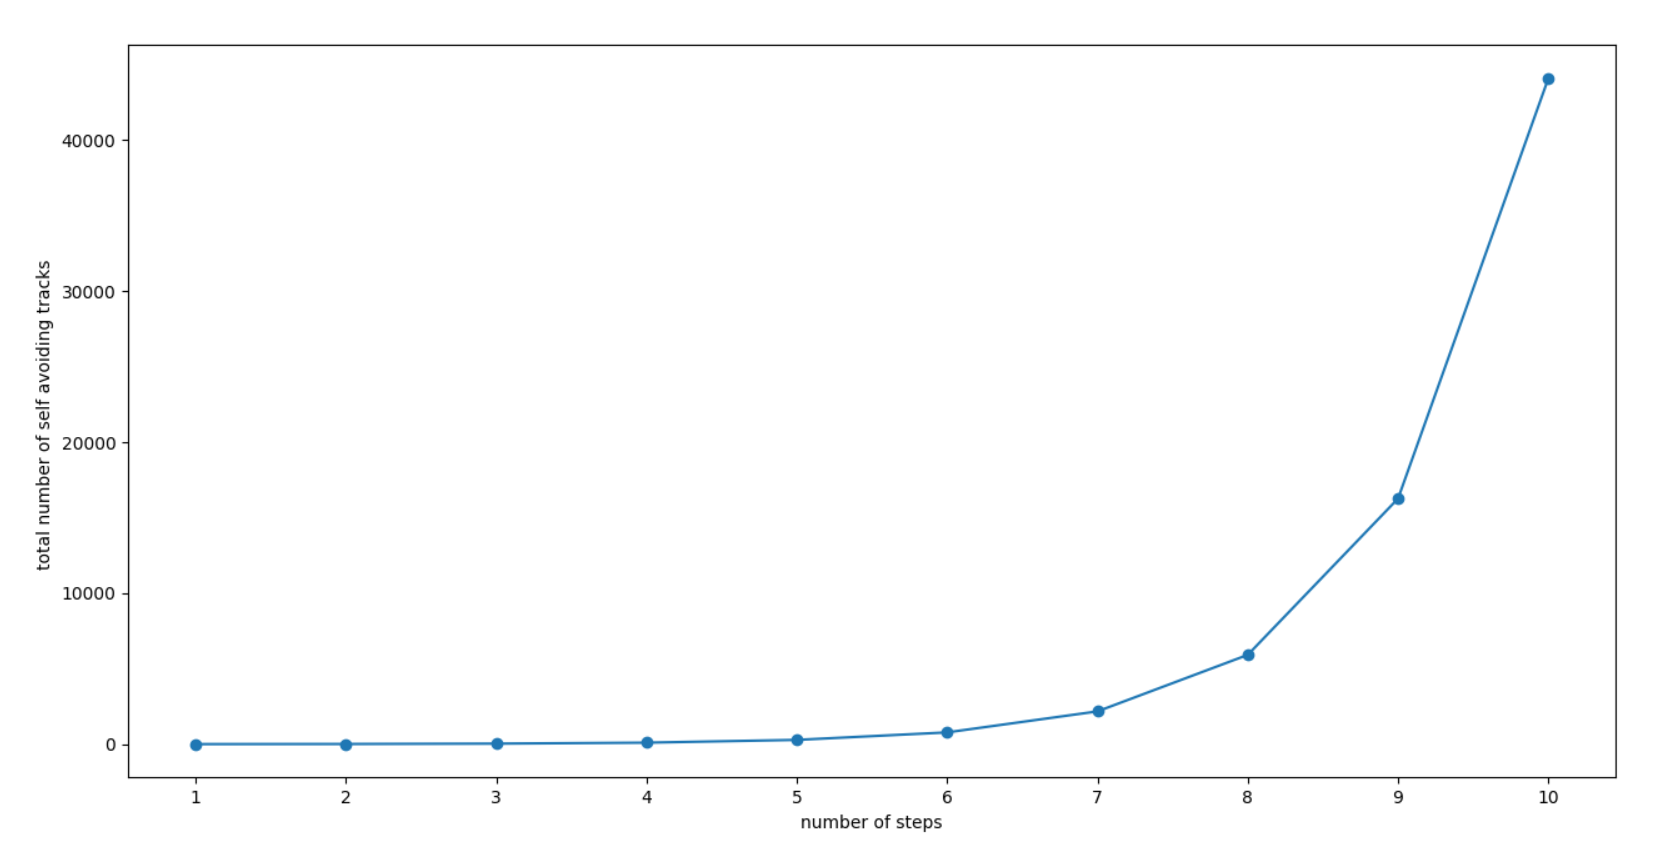 total number of self avoiding tracks
40000
30000
20000
10000
0
1 2 3 4 5 6 7 8 9 10
number of steps